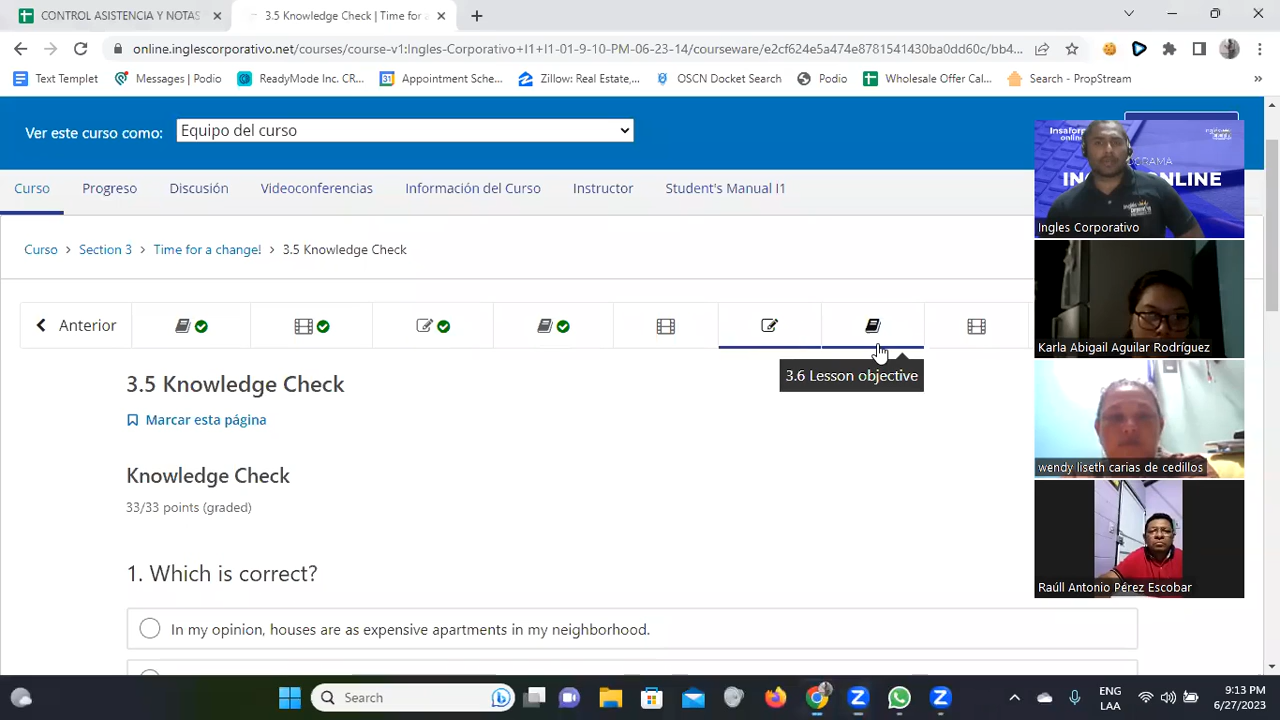 CONTROL ASISTENCIA Y NOTAS
3.5 Knowledge Check | Time for a
online.inglescorporativo.net/courses/course-v1:Ingles-Corporativo+I1+I1-01-9-10-PM-06-23-14/courseware/e2cf624e5a474e8781541430ba0dd60c/bb4...
Text Templet
Messages | Podio
ReadyMode Inc. CR...
Appointment Sche...
Zillow: Real Estate,...
OSCN Docket Search
Podio
Wholesale Offer Cal...
Search - PropStream
Ver este curso como:
Equipo del curso
Curso
Progreso
Discusión
Videoconferencias
Información del Curso
Instructor
Student's Manual I1
Curso > Section 3 > Time for a change! > 3.5 Knowledge Check
Anterior
3.6 Lesson objective
3.5 Knowledge Check
Marcar esta página
Knowledge Check
33/33 points (graded)
1. Which is correct?
In my opinion, houses are as expensive apartments in my neighborhood.
Ingles Corporativo
Karla Abigail Aguilar Rodríguez
wendy liseth carias de cedillos
Raúll Antonio Pérez Escobar
Search
ENG
LAA
9:13 PM
6/27/2023